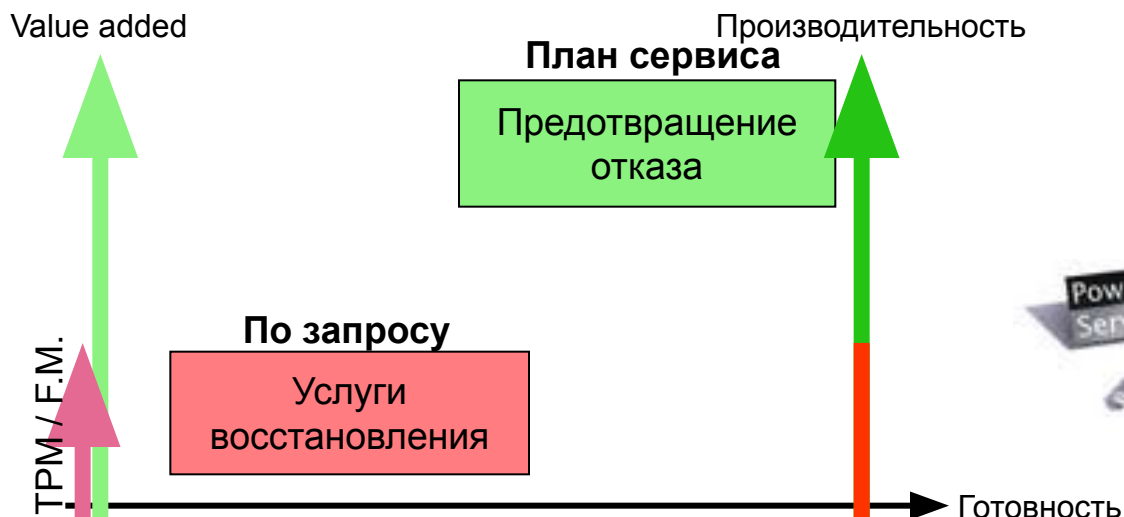 Value added
Производительность
План сервиса
Предотвращение
отказа
По запросу
Услуги
восстановления
TPM / F.M.
Готовность